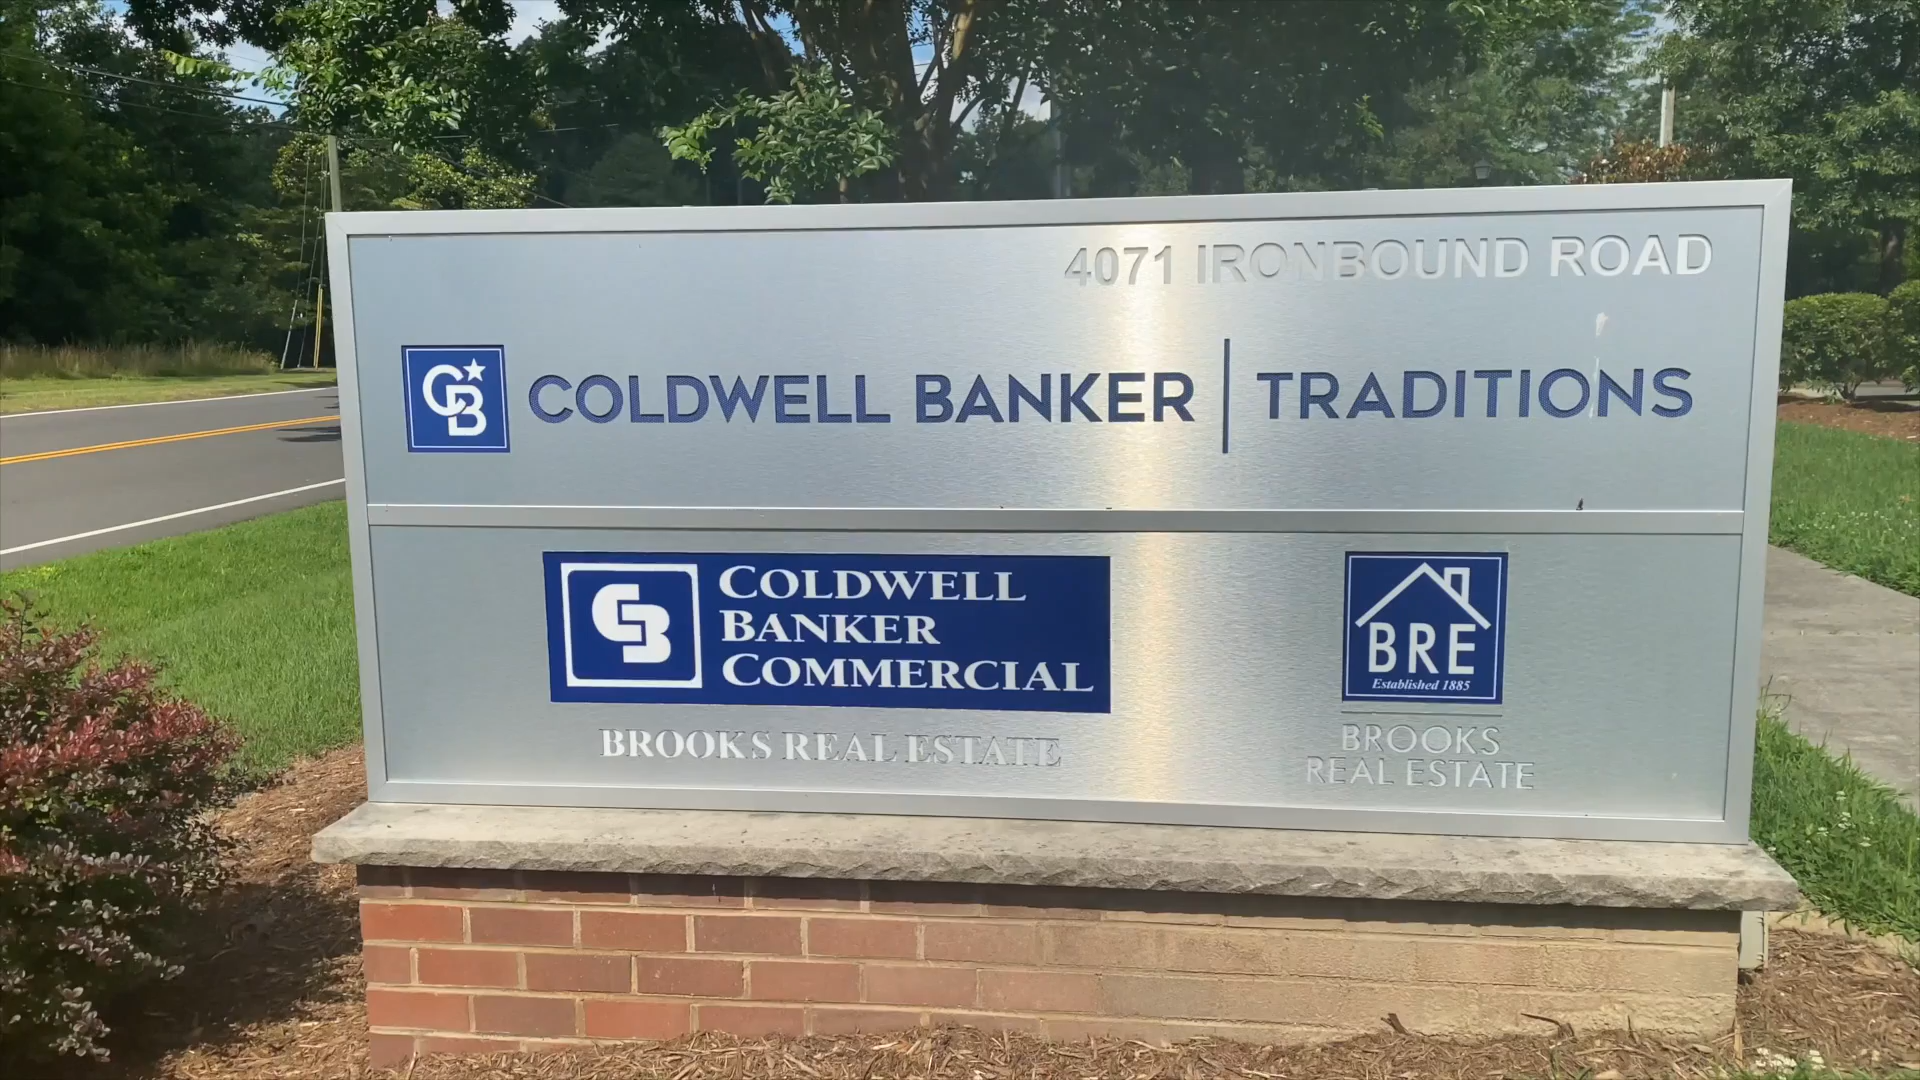 4071 IRONBOUND ROAD
CB COLDWELL BANKER | TRADITIONS
CB COLDWELL
BANKER
COMMERCIAL
BROOKS REAL ESTATE
BRE
Established 1885
BROOKS
REAL ESTATE